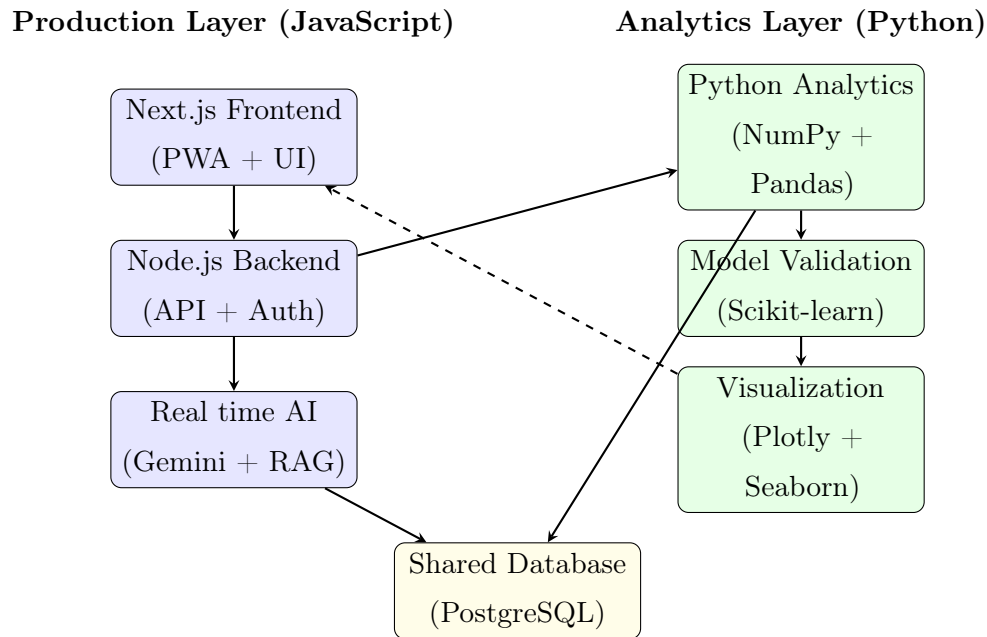 Production Layer (JavaScript)
Analytics Layer (Python)
Next.js Frontend
(PWA + UI)
Node.js Backend
(API + Auth)
Real time AI
(Gemini + RAG)
Python Analytics
(NumPy +
Pandas)
Model Validation
(Scikit-learn)
Visualization
(Plotly +
Seaborn)
Shared Database
(PostgreSQL)